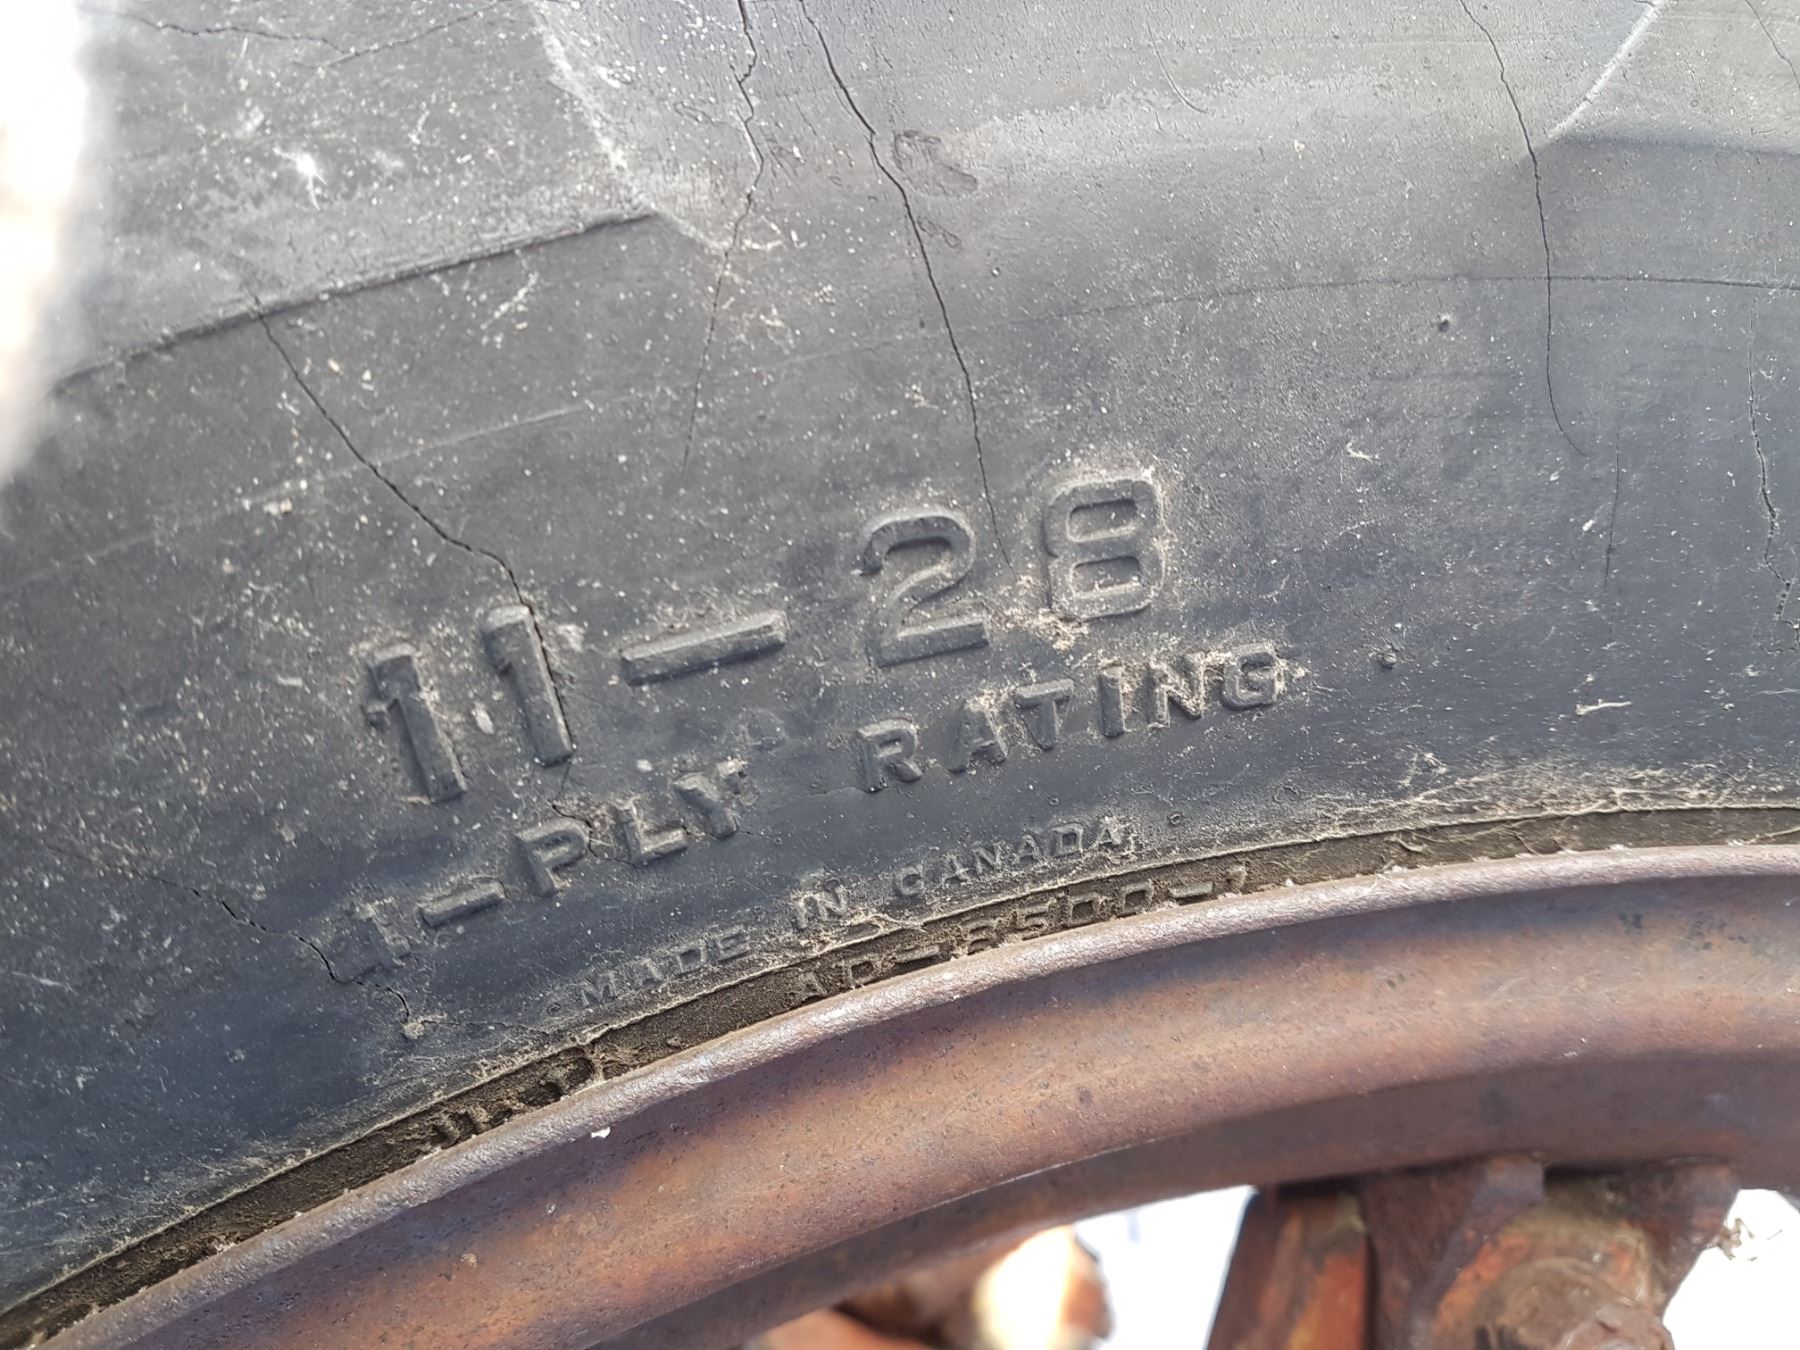 11-28
4-PLY RATING
MADE IN CANADA